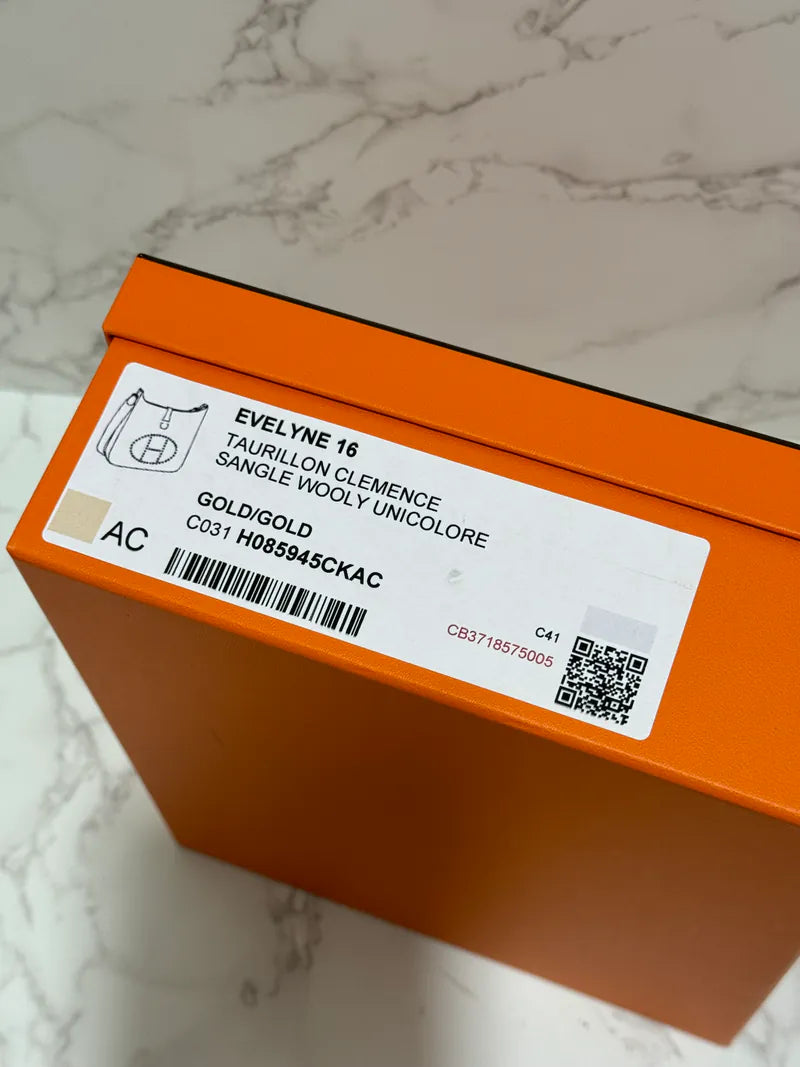 H
EVELYNE 16
TAURILLON CLEMENCE
SANGLE WOOLY UNICOLORE
GOLD/GOLD
C031 H085945CKAC
AC
C41
CB3718575005